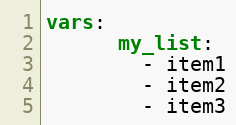 1 vars:
2       my_list:
3         - item1
4         - item2
5         - item3